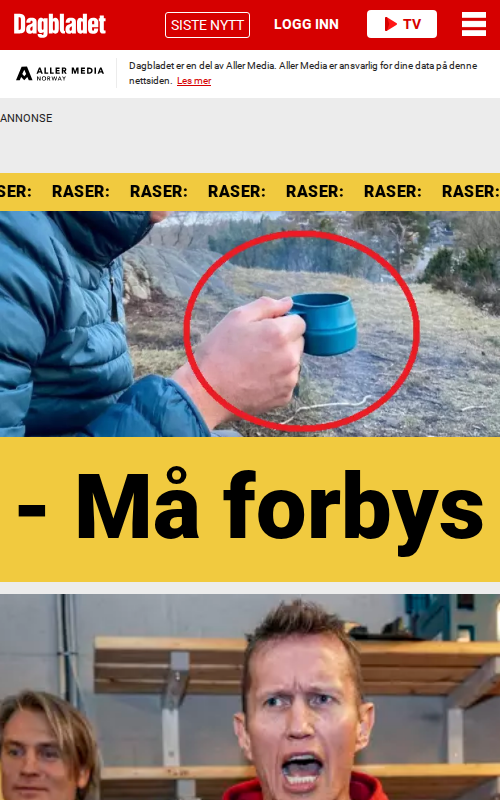 Dagbladet SISTE NYTT LOGG INN TV
ALLER MEDIA
NORWAY
Dagbladet er en del av Aller Media. Aller Media er ansvarlig for dine data på denne
nettsiden. Les mer
ANNONSE
SER: RASER: RASER: RASER: RASER: RASER: RASER:
- Må forbys